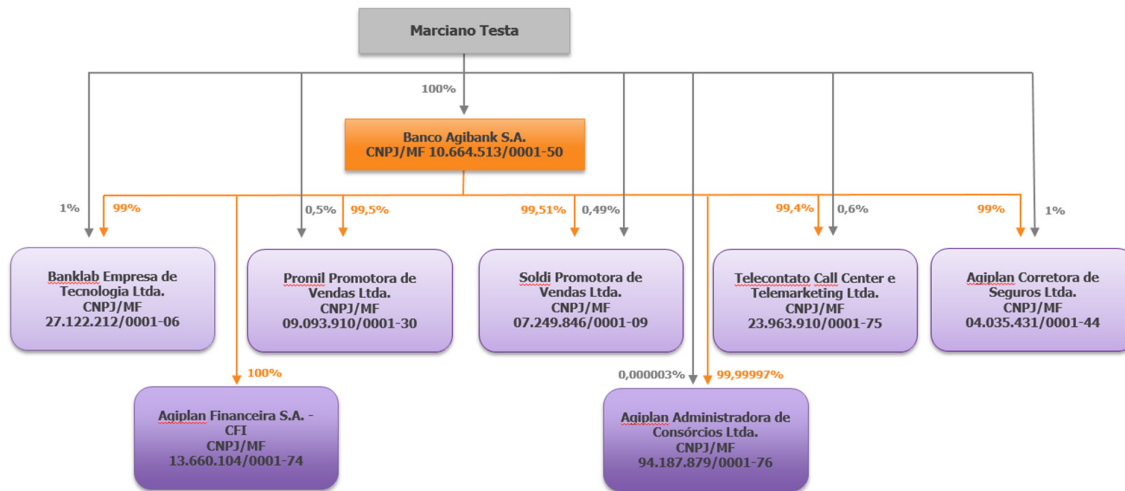 Marciano Testa
100%
Banco Agibank S.A.
CNPJ/MF 10.664.513/0001-50
1%
99%
0,5%
99,5%
99,51%
0,49%
99,4%
0,6%
99%
1%
Banklab Empresa de
Tecnologia Ltda.
CNPJ/MF
27.122.212/0001-06
Promil Promotora de
Vendas Ltda.
CNPJ/MF
09.093.910/0001-30
Soldi Promotora de
Vendas Ltda.
CNPJ/MF
07.249.846/0001-09
Telecontato Call Center e
Telemarketing Ltda.
CNPJ/MF
23.963.910/0001-75
Agiplan Corretora de
Seguros Ltda.
CNPJ/MF
04.035.431/0001-44
100%
0,000003%
99,99997%
Agiplan Financeira S.A. -
CFI
CNPJ/MF
13.660.104/0001-74
Agiplan Administradora de
Consórcios Ltda.
CNPJ/MF
94.187.879/0001-76